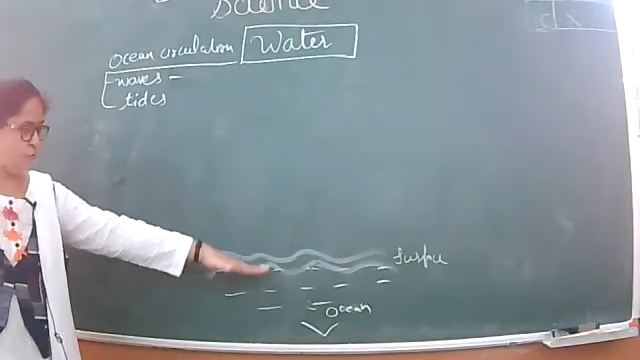 Science
Ocean circulation Water
waves -
tides
Surface
Ocean